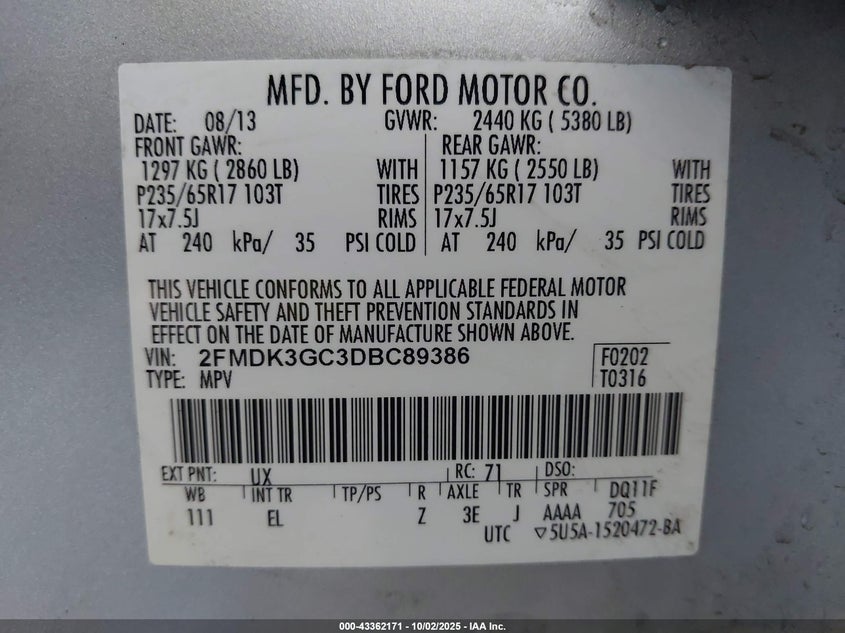 MFD. BY FORD MOTOR CO.
DATE: 08/13 GVWR: 2440 KG ( 5380 LB)
FRONT GAWR: REAR GAWR:
1297 KG ( 2860 LB) WITH 1157 KG ( 2550 LB) WITH
P235/65R17 103T TIRES P235/65R17 103T TIRES
17x7.5J RIMS 17x7.5J RIMS
AT 240 kPa/ 35 PSI COLD AT 240 kPa/ 35 PSI COLD
THIS VEHICLE CONFORMS TO ALL APPLICABLE FEDERAL MOTOR
VEHICLE SAFETY AND THEFT PREVENTION STANDARDS IN
EFFECT ON THE DATE OF MANUFACTURE SHOWN ABOVE.
VIN: 2FMDK3GC3DBC89386 F0202
TYPE: MPV T0316
EXT PNT: UX RC: 71 DSO:
WB INT TR TP/PS R AXLE TR SPR DQ11F
111 EL Z 3E J AAAA 705
UTC ▽5U5A-1520472-BA
000-43362171 - 10/02/2025 - IAA Inc.